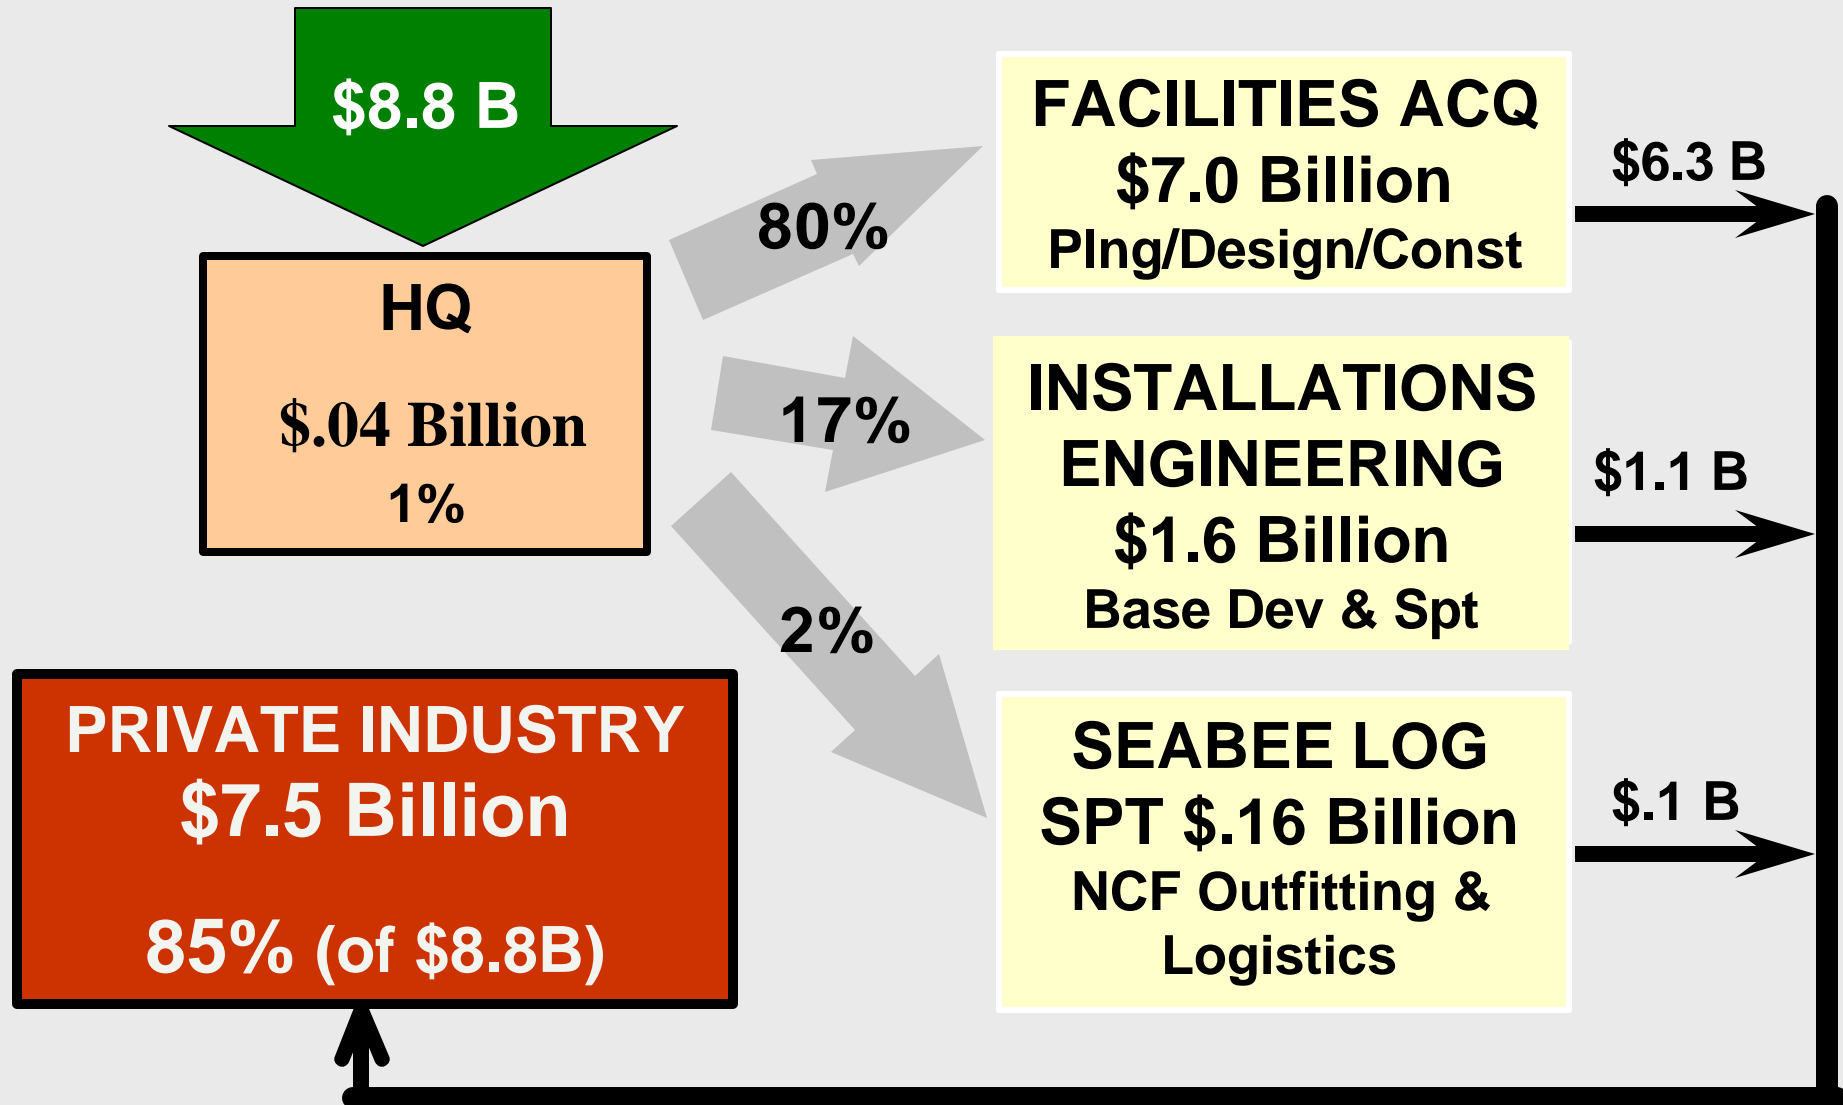 $8.8 B
HQ
$.04 Billion
1%
80%
17%
2%
FACILITIES ACQ
$7.0 Billion
Plng/Design/Const
$6.3 B
INSTALLATIONS
ENGINEERING
$1.6 Billion
Base Dev & Spt
$1.1 B
SEABEE LOG
SPT $.16 Billion
NCF Outfitting &
Logistics
$.1 B
PRIVATE INDUSTRY
$7.5 Billion
85% (of $8.8B)